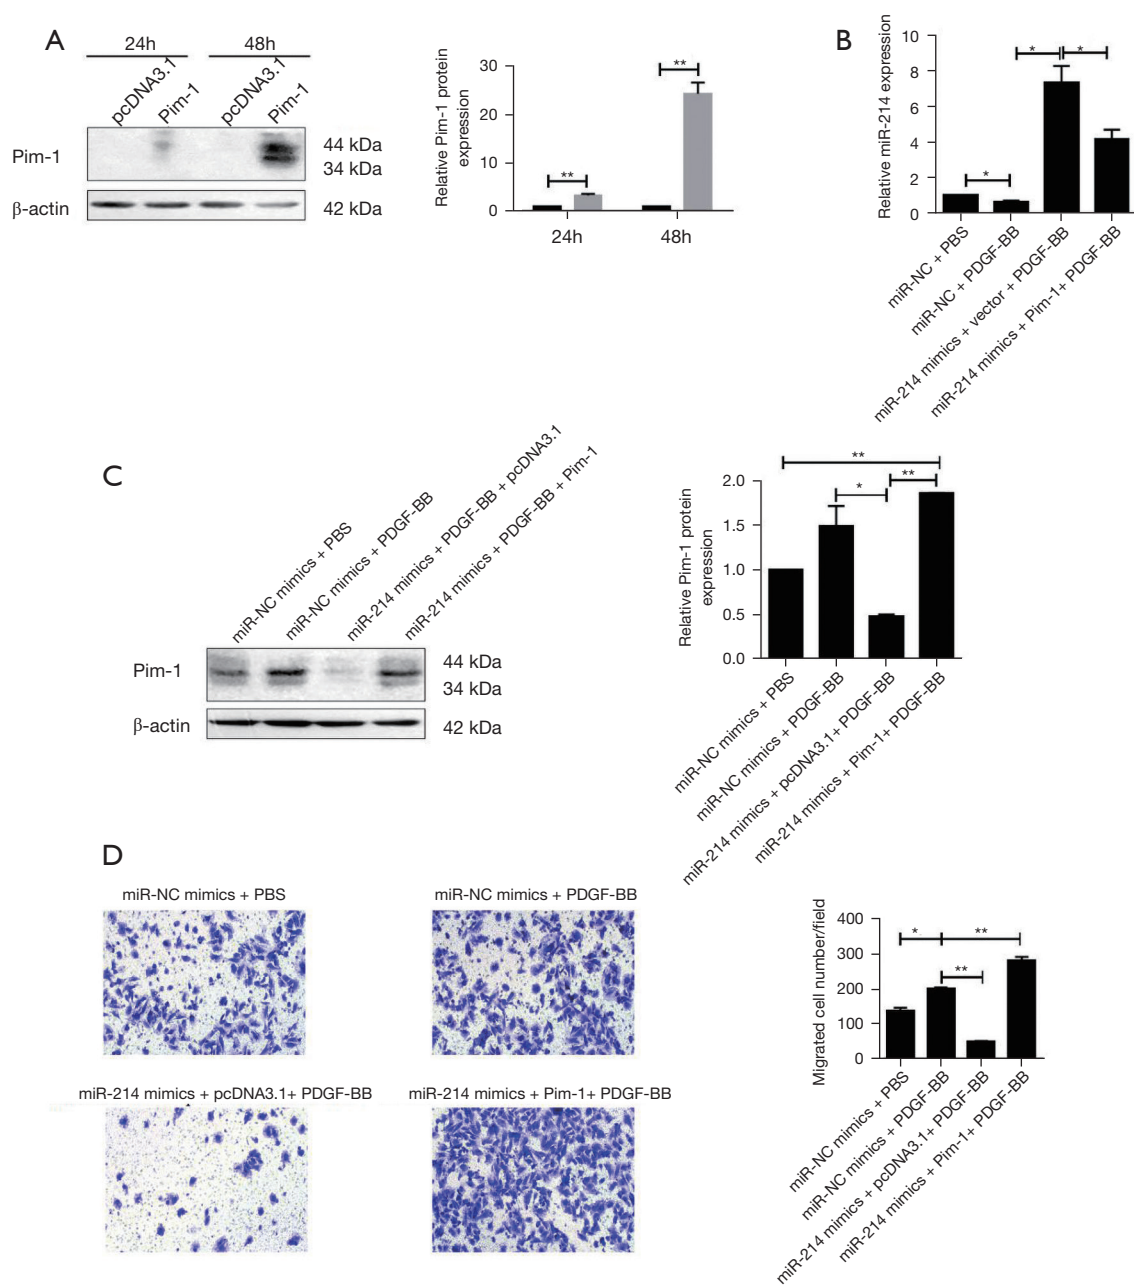 A
24h
48h
pcDNA3.1
Pim-1
pcDNA3.1
Pim-1
Pim-1
44 kDa
34 kDa
β-actin
42 kDa
Relative Pim-1 protein
expression
30
20
10
0
**
**
24h
48h
B
Relative miR-214 expression
10
8
6
4
2
0
*
*
*
miR-NC + PBS
miR-NC + PDGF-BB
miR-214 mimics + vector + PDGF-BB
miR-214 mimics + Pim-1+ PDGF-BB
C
miR-NC mimics + PBS
miR-NC mimics + PDGF-BB
miR-214 mimics + PDGF-BB + pcDNA3.1
miR-214 mimics + PDGF-BB + Pim-1
Pim-1
44 kDa
34 kDa
β-actin
42 kDa
Relative Pim-1 protein
expression
2.0
1.5
1.0
0.5
0.0
**
*
**
miR-NC mimics + PBS
miR-NC mimics + PDGF-BB
miR-214 mimics + pcDNA3.1+ PDGF-BB
miR-214 mimics + Pim-1+ PDGF-BB
D
miR-NC mimics + PBS
miR-NC mimics + PDGF-BB
miR-214 mimics + pcDNA3.1+ PDGF-BB
miR-214 mimics + Pim-1+ PDGF-BB
Migrated cell number/field
400
300
200
100
0
*
**
**
miR-NC mimics + PBS
miR-NC mimics + PDGF-BB
miR-214 mimics + pcDNA3.1+ PDGF-BB
miR-214 mimics + Pim-1+ PDGF-BB